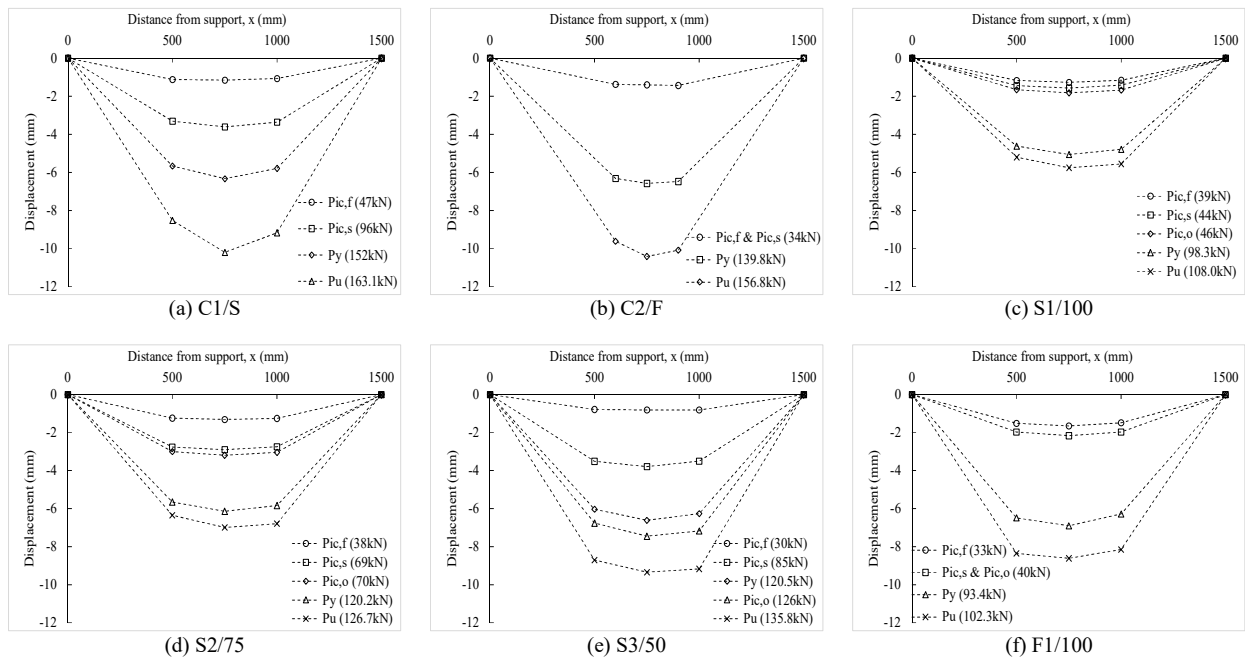 Distance from support, x (mm)
0 500 1000 1500
Displacement (mm)
0
-2
-4
-6
-8
-10
-12
Pic,f (47kN)
Pic,s (96kN)
Py (152kN)
Pu (163.1kN)
(a) C1/S
Distance from support, x (mm)
0 500 1000 1500
Displacement (mm)
0
-2
-4
-6
-8
-10
-12
Pic,f & Pic,s (34kN)
Py (139.8kN)
Pu (156.8kN)
(b) C2/F
Distance from support, x (mm)
0 500 1000 1500
Displacement (mm)
0
-2
-4
-6
-8
-10
-12
Pic,f (39kN)
Pic,s (44kN)
Pic,o (46kN)
Py (98.3kN)
Pu (108.0kN)
(c) S1/100
Distance from support, x (mm)
0 500 1000 1500
Displacement (mm)
0
-2
-4
-6
-8
-10
-12
Pic,f (38kN)
Pic,s (69kN)
Pic,o (70kN)
Py (120.2kN)
Pu (126.7kN)
(d) S2/75
Distance from support, x (mm)
0 500 1000 1500
Displacement (mm)
0
-2
-4
-6
-8
-10
-12
Pic,f (30kN)
Pic,s (85kN)
Py (120.5kN)
Pic,o (126kN)
Pu (135.8kN)
(e) S3/50
Distance from support, x (mm)
0 500 1000 1500
Displacement (mm)
0
-2
-4
-6
-8
-10
-12
Pic,f (33kN)
Pic,s & Pic,o (40kN)
Py (93.4kN)
Pu (102.3kN)
(f) F1/100